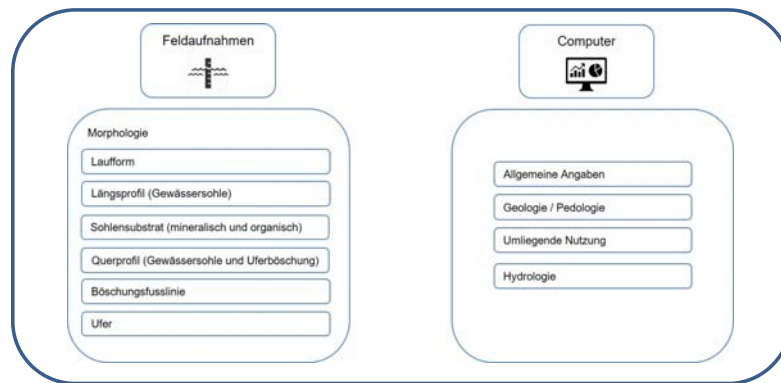 Feldaufnahmen
Morphologie
Laufform
Längsprofil (Gewässersohle)
Sohlensubstrat (mineralisch und organisch)
Querprofil (Gewässersohle und Uferböschung)
Böschungsfusslinie
Ufer
Computer
Allgemeine Angaben
Geologie / Pedologie
Umliegende Nutzung
Hydrologie